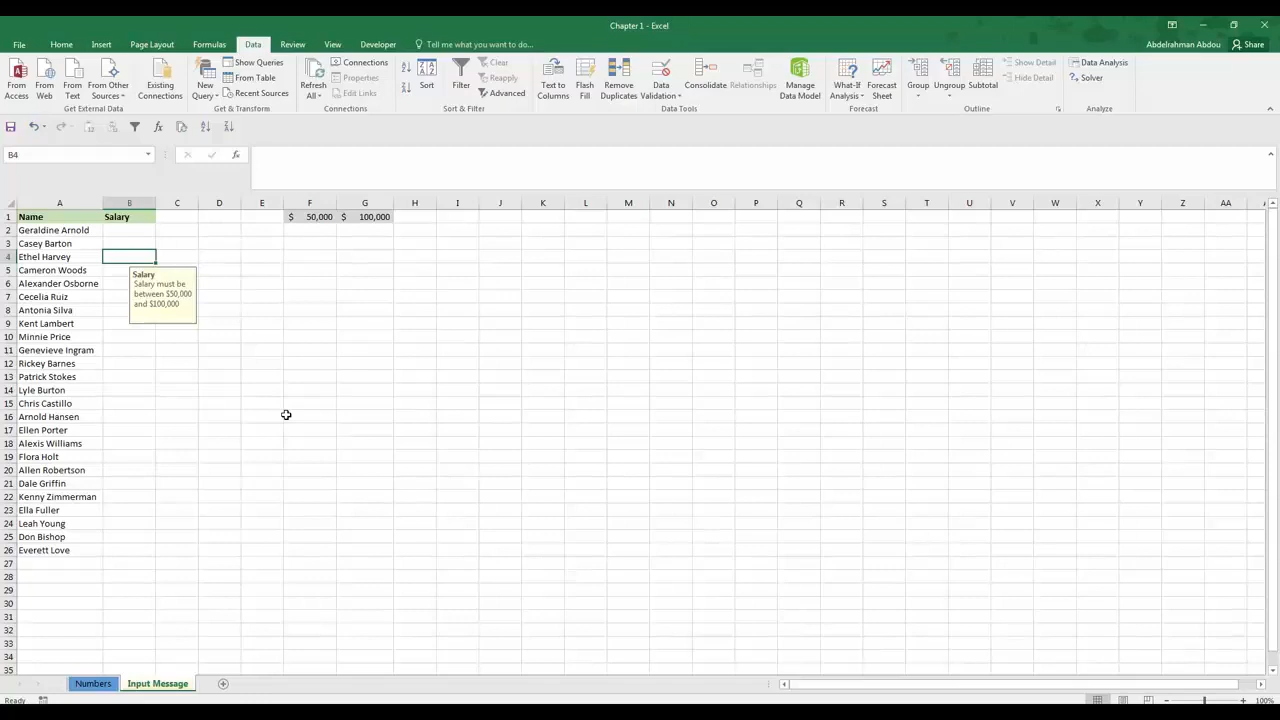 Chapter 1 - Excel
File Home Insert Page Layout Formulas Data Review View Developer Tell me what you want to do... Abdelrahman Abdou Share
From Access
From Web
From Text
From Other Sources
Existing Connections
Get External Data
New Query
Show Queries
From Table
Recent Sources
Get & Transform
Refresh All
Connections
Properties
Edit Links
Connections
Sort
Filter
Clear
Reapply
Advanced
Sort & Filter
Text to Columns
Flash Fill
Remove Duplicates
Data Validation
Consolidate
Relationships
Manage Data Model
Data Tools
What-If Analysis
Forecast Sheet
Forecast
Group
Ungroup
Subtotal
Show Detail
Hide Detail
Outline
Data Analysis
Solver
Analyze
B4
fx
A B C D E F G H I J K L M N O P Q R S T U V W X Y Z AA
1 Name Salary $ 50,000 $ 100,000
2 Geraldine Arnold
3 Casey Barton
4 Ethel Harvey
5 Cameron Woods
6 Alexander Osborne
7 Cecelia Ruiz
8 Antonia Silva
9 Kent Lambert
10 Minnie Price
11 Genevieve Ingram
12 Rickey Barnes
13 Patrick Stokes
14 Lyle Burton
15 Chris Castillo
16 Arnold Hansen
17 Ellen Porter
18 Alexis Williams
19 Flora Holt
20 Allen Robertson
21 Dale Griffin
22 Kenny Zimmerman
23 Ella Fuller
24 Leah Young
25 Don Bishop
26 Everett Love
27
28
29
30
31
32
33
34
35
Salary
Salary must be
between $50,000
and $100,000
Numbers Input Message
Ready 100%